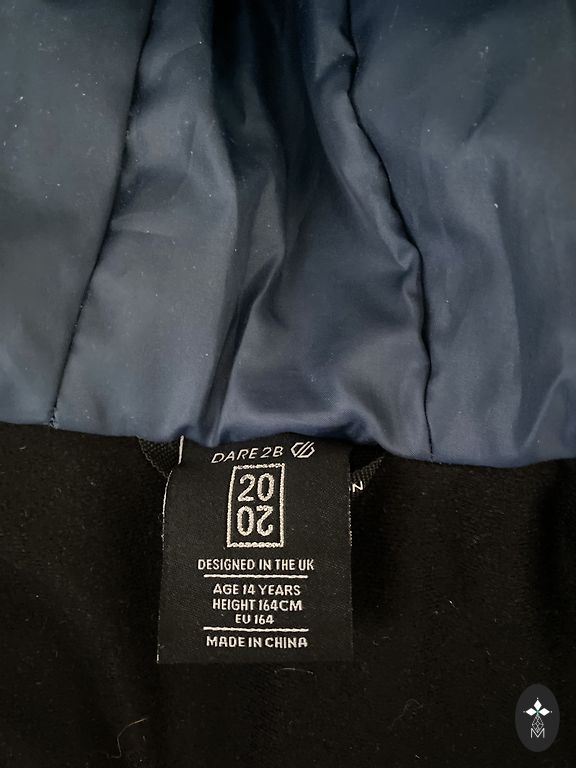 DARE 2B
20
20
DESIGNED IN THE UK
AGE 14 YEARS
HEIGHT 164CM
EU 164
MADE IN CHINA
N
M